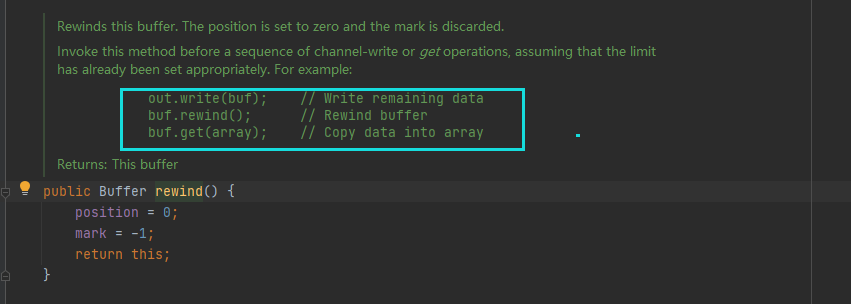 Rewinds this buffer. The position is set to zero and the mark is discarded.
Invoke this method before a sequence of channel-write or get operations, assuming that the limit
has already been set appropriately. For example:
out.write(buf);    // Write remaining data
buf.rewind();      // Rewind buffer
buf.get(array);    // Copy data into array
Returns: This buffer
public Buffer rewind() {
    position = 0;
    mark = -1;
    return this;
}